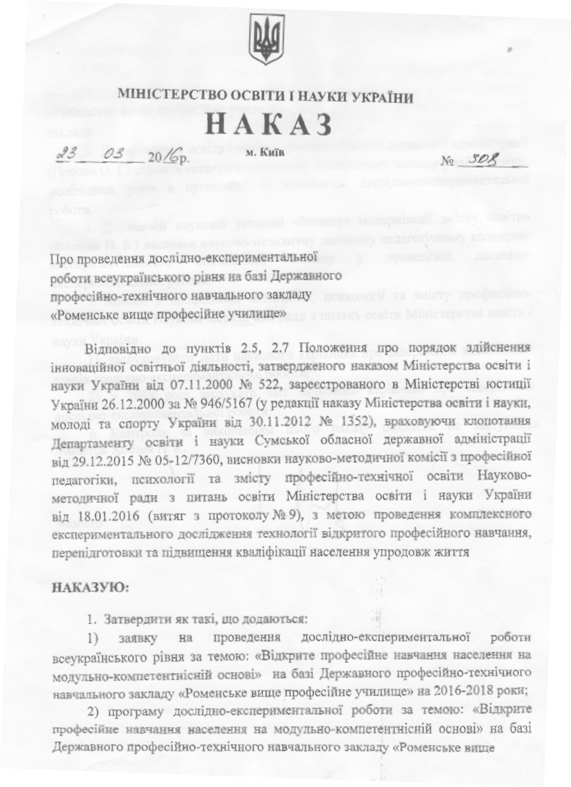 МІНІСТЕРСТВО ОСВІТИ І НАУКИ УКРАЇНИ
НАКАЗ
23 03 2016р.
м. Київ
№ 308
Про проведення дослідно-експериментальної
роботи всеукраїнського рівня на базі Державного
професійно-технічного навчального закладу
«Роменське вище професійне училище»
Відповідно до пунктів 2.5, 2.7 Положення про порядок здійснення
інноваційної освітньої діяльності, затвердженого наказом Міністерства освіти і
науки України від 07.11.2000 № 522, зареєстрованого в Міністерстві юстиції
України 26.12.2000 за № 946/5167 (у редакції наказу Міністерства освіти і науки,
молоді та спорту України від 30.11.2012 № 1352), враховуючи клопотання
Департаменту освіти і науки Сумської обласної державної адміністрації
від 29.12.2015 № 05-12/7360, висновки науково-методичної комісії з професійної
педагогіки, психології та змісту професійно-технічної освіти Науково-
методичної ради з питань освіти Міністерства освіти і науки України
від 18.01.2016 (витяг з протоколу № 9), з метою проведення комплексного
експериментального дослідження технології відкритого професійного навчання,
перепідготовки та підвищення кваліфікації населення упродовж життя
НАКАЗУЮ:
1. Затвердити як такі, що додаються:
1) заявку на проведення дослідно-експериментальної роботи
всеукраїнського рівня за темою: «Відкрите професійне навчання населення на
модульно-компетентнісній основі» на базі Державного професійно-технічного
навчального закладу «Роменське вище професійне училище» на 2016-2018 роки;
2) програму дослідно-експериментальної роботи за темою: «Відкрите
професійне навчання населення на модульно-компетентнісній основі» на базі
Державного професійно-технічного навчального закладу «Роменське вище